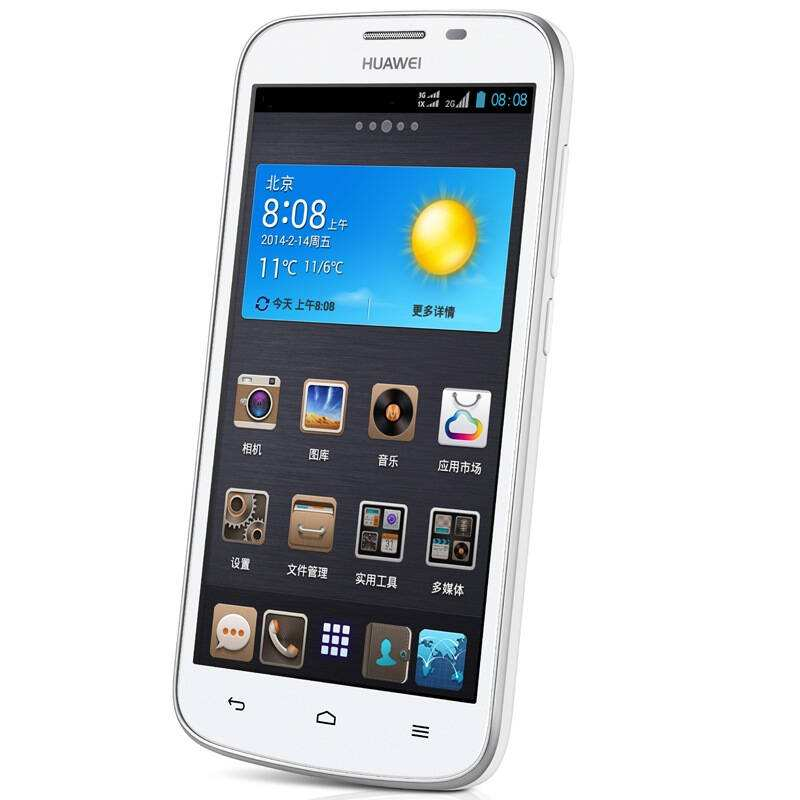 HUAWEI
3G 1X 2G 08:08
北京
8:08上午
2014-2-14周五
11℃ 11/6℃
今天 上午8:08 更多详情
相机 图库 音乐 应用市场
设置 文件管理 实用工具 多媒体